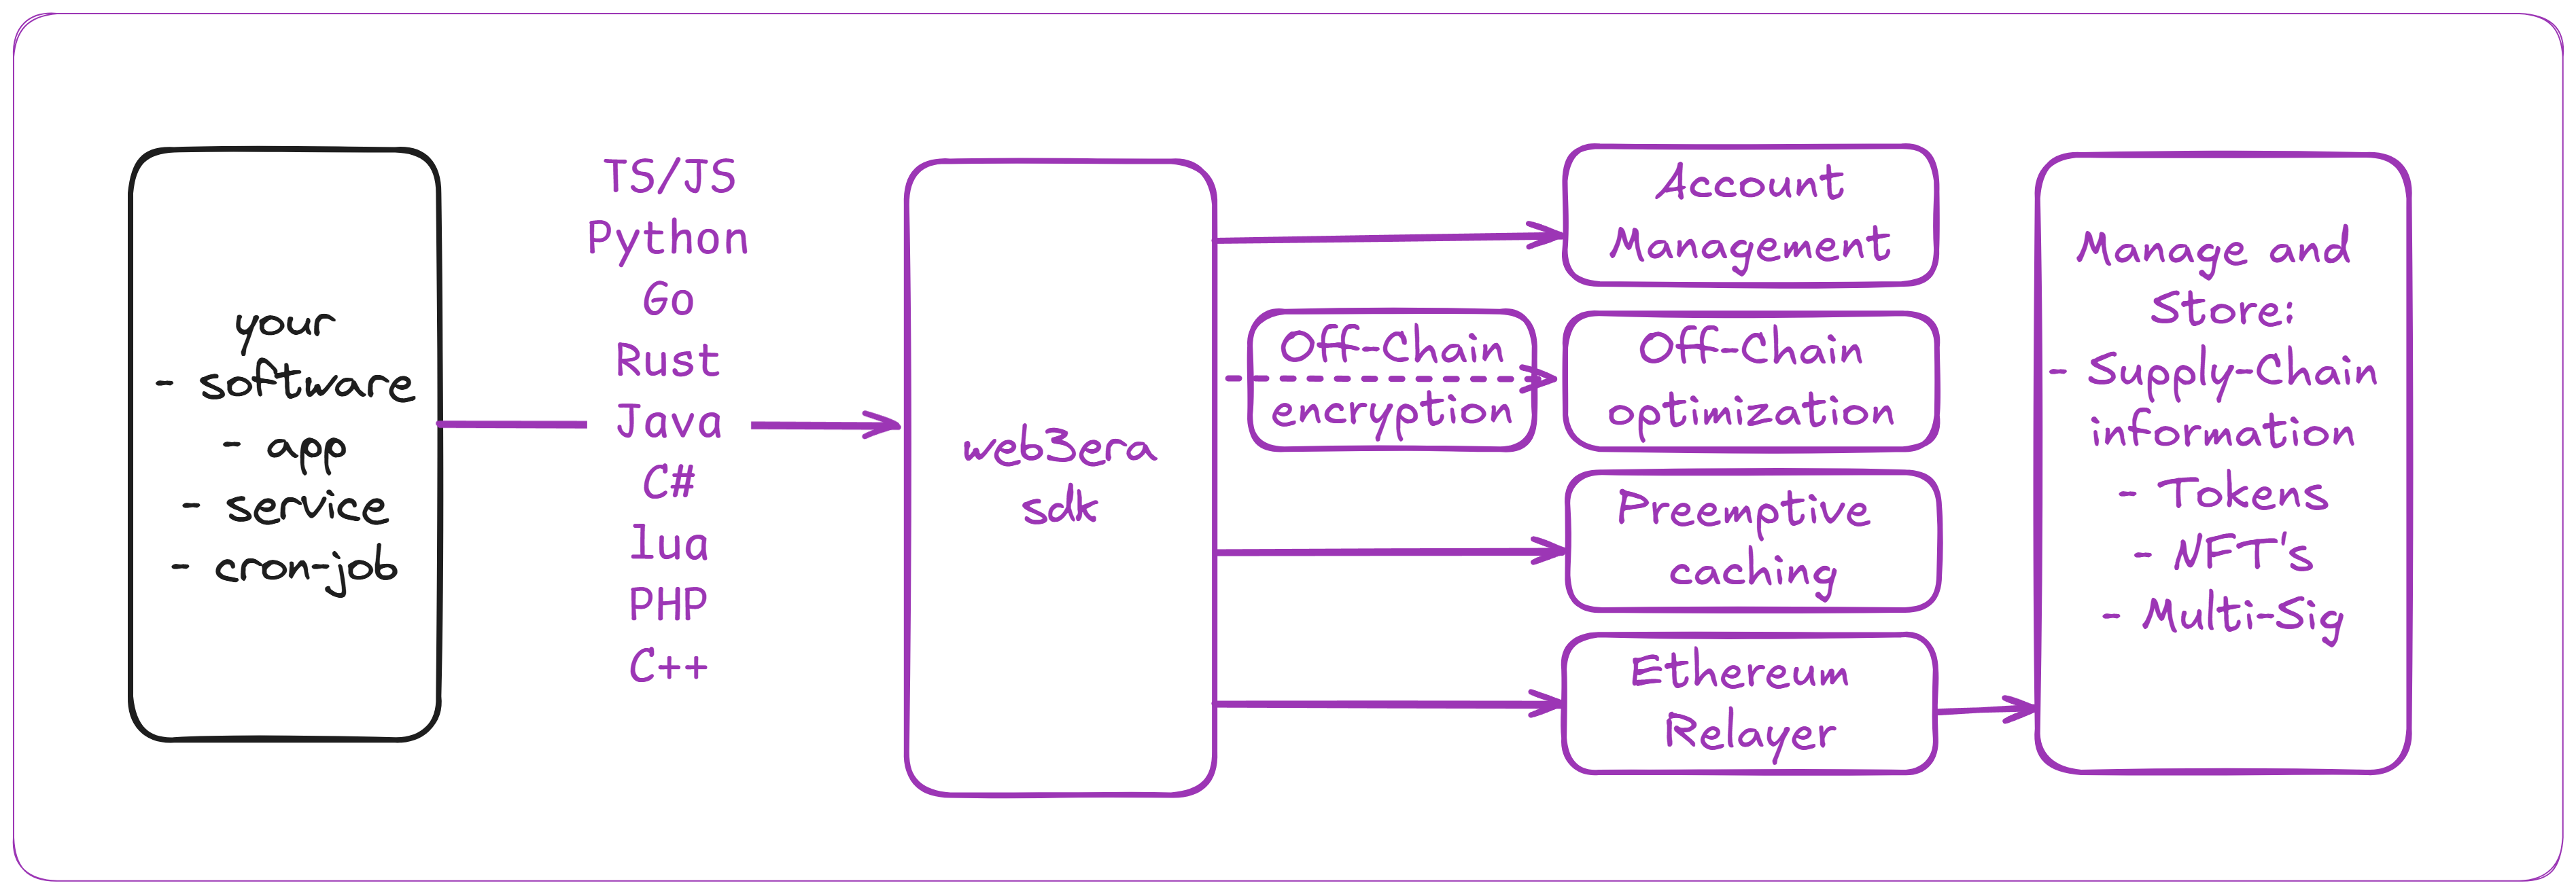 your
- software
- app
- service
- cron-job
TS/JS
Python
Go
Rust
Java
C#
lua
PHP
C++
web3era
sdk
Account
Management
Off-Chain
encryption
Off-Chain
optimization
Preemptive
caching
Ethereum
Relayer
Manage and
Store:
- Supply-Chain
information
- Tokens
- NFT's
- Multi-Sig